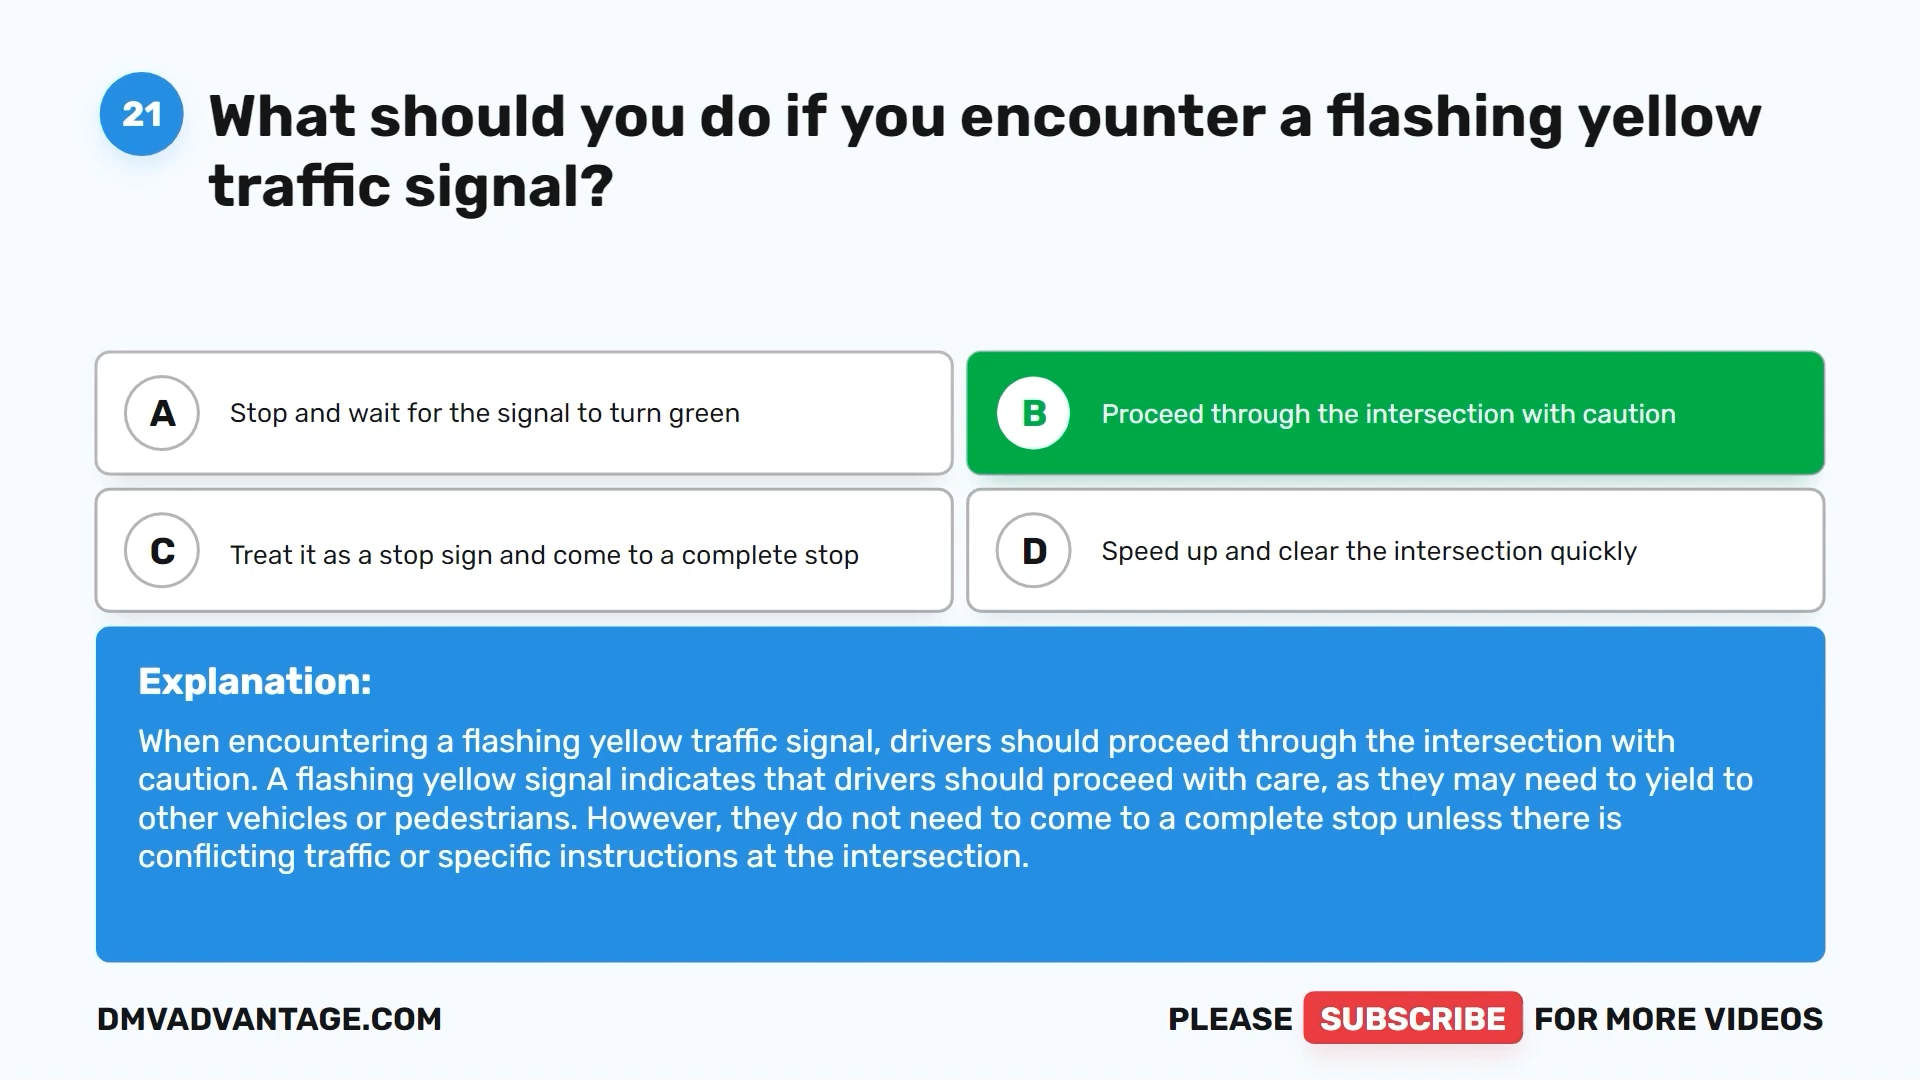 21
What should you do if you encounter a flashing yellow
traffic signal?
A
Stop and wait for the signal to turn green
B
Proceed through the intersection with caution
C
Treat it as a stop sign and come to a complete stop
D
Speed up and clear the intersection quickly
Explanation:
When encountering a flashing yellow traffic signal, drivers should proceed through the intersection with
caution. A flashing yellow signal indicates that drivers should proceed with care, as they may need to yield to
other vehicles or pedestrians. However, they do not need to come to a complete stop unless there is
conflicting traffic or specific instructions at the intersection.
DMVADVANTAGE.COM
PLEASE SUBSCRIBE FOR MORE VIDEOS